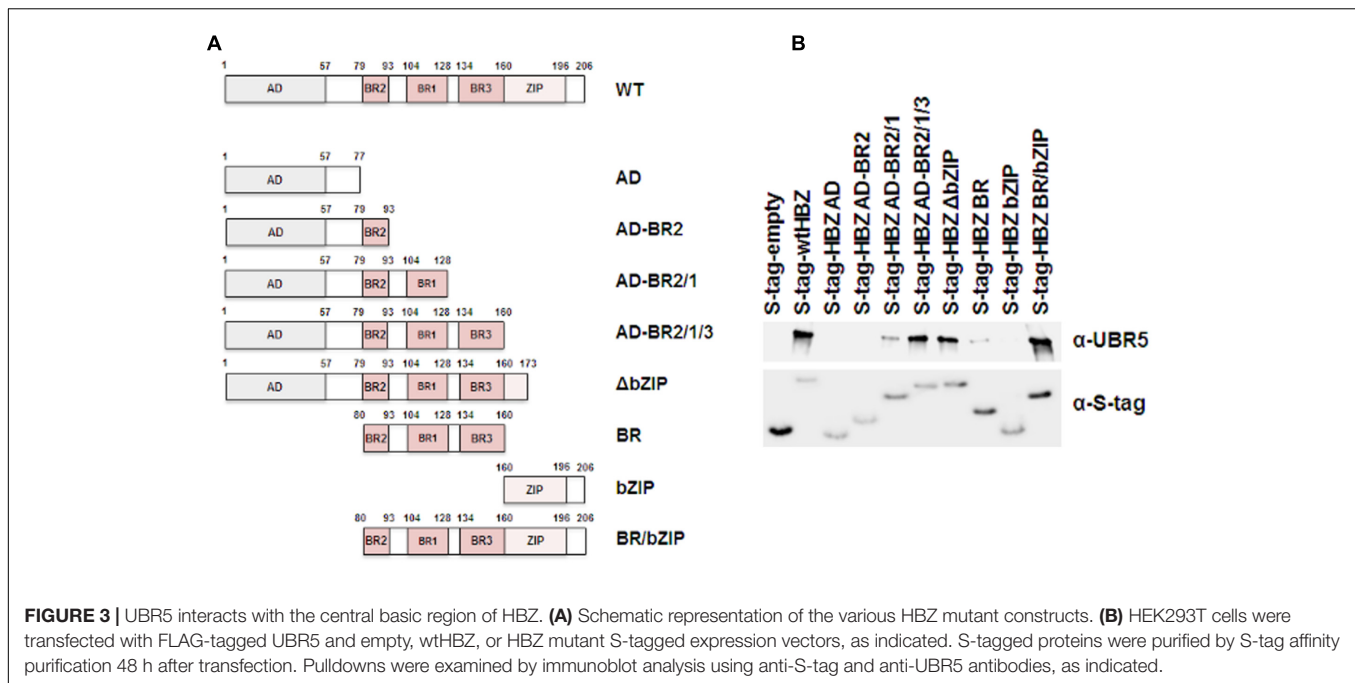 A
1 57 79 93 104 128 134 160 196 206
AD BR2 BR1 BR3 ZIP WT
1 57 77
AD AD
1 57 79 93
AD BR2 AD-BR2
1 57 79 93 104 128
AD BR2 BR1 AD-BR2/1
1 57 79 93 104 128 134 160
AD BR2 BR1 BR3 AD-BR2/1/3
1 57 79 93 104 128 134 160 173
AD BR2 BR1 BR3 ΔbZIP
80 93 104 128 134 160
BR2 BR1 BR3 BR
160 196 206
ZIP bZIP
80 93 104 128 134 160 196 206
BR2 BR1 BR3 ZIP BR/bZIP
B
S-tag-empty
S-tag-wtHBZ
S-tag-HBZ AD
S-tag-HBZ AD-BR2
S-tag-HBZ AD-BR2/1
S-tag-HBZ AD-BR2/1/3
S-tag-HBZ ΔbZIP
S-tag-HBZ BR
S-tag-HBZ bZIP
S-tag-HBZ BR/bZIP
α-UBR5
α-S-tag
FIGURE 3 | UBR5 interacts with the central basic region of HBZ. (A) Schematic representation of the various HBZ mutant constructs. (B) HEK293T cells were
transfected with FLAG-tagged UBR5 and empty, wtHBZ, or HBZ mutant S-tagged expression vectors, as indicated. S-tagged proteins were purified by S-tag affinity
purification 48 h after transfection. Pulldowns were examined by immunoblot analysis using anti-S-tag and anti-UBR5 antibodies, as indicated.